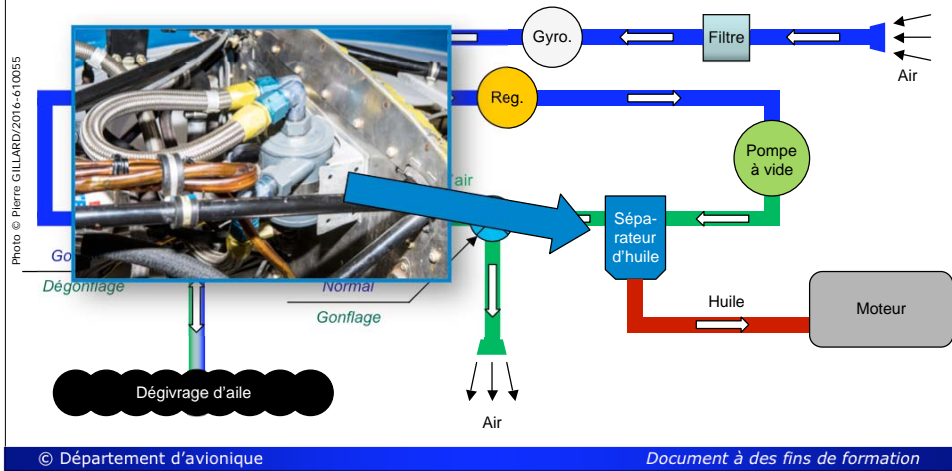 Photo © Pierre GILLARD/2016-610055
Gyro.
Filtre
Air
Reg.
Pompe
à vide
air
Sépa-
rateur
d'huile
Dégonflage
Normal
Gonflage
Huile
Moteur
Dégivrage d'aile
Air
© Département d'avionique
Document à des fins de formation